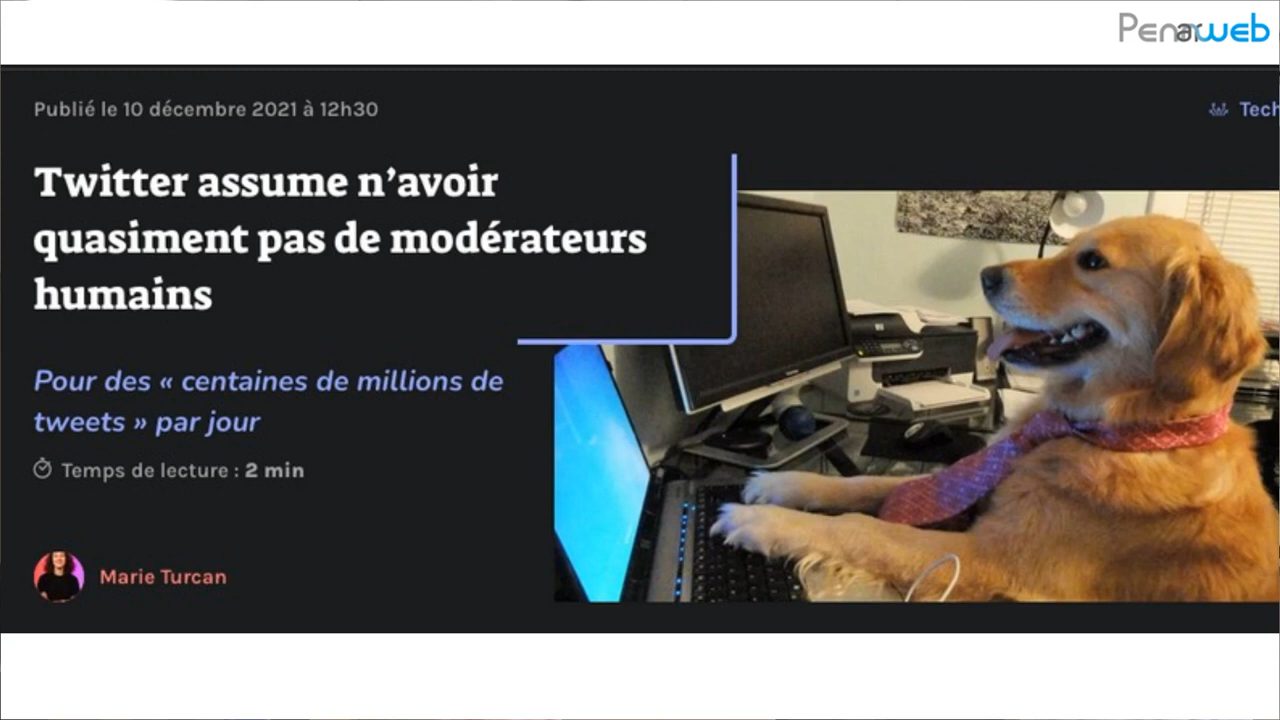 Penarweb
Publié le 10 décembre 2021 à 12h30
Tech
Twitter assume n’avoir
quasiment pas de modérateurs
humains
Pour des « centaines de millions de
tweets » par jour
Temps de lecture : 2 min
Marie Turcan